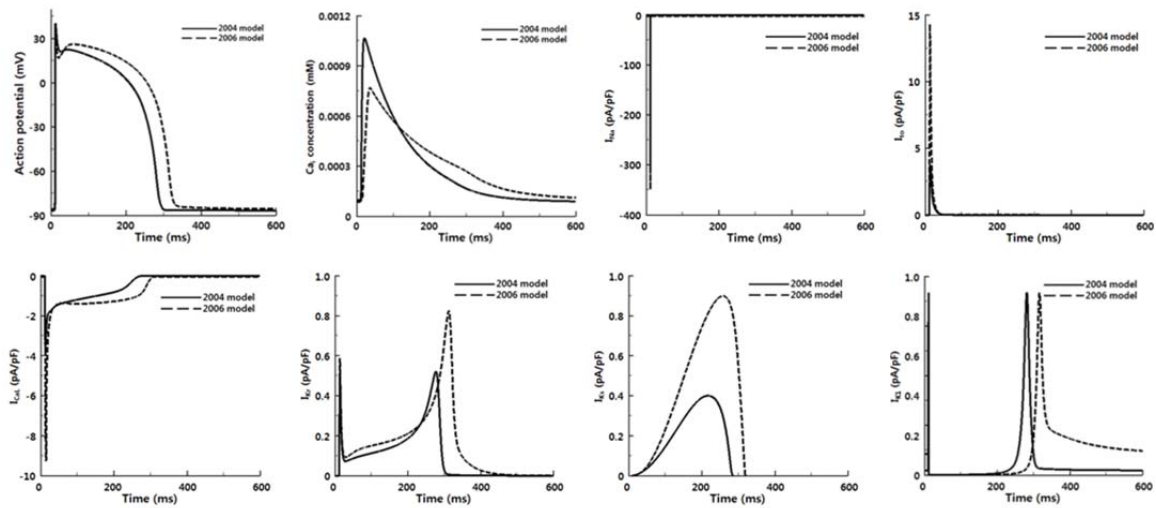 Action potential (mV)
30
0
-30
-60
-90
0
200
400
600
Time (ms)
2004 model
2006 model
Cai concentration (mM)
0.0012
0.0009
0.0006
0.0003
0
0
200
400
600
Time (ms)
2004 model
2006 model
INa (pA/pF)
0
-100
-200
-300
-400
0
200
400
600
Time (ms)
2004 model
2006 model
Ito (pA/pF)
15
10
5
0
0
200
400
600
Time (ms)
2004 model
2006 model
ICaL (pA/pF)
0
-2
-4
-6
-8
-10
0
200
400
600
Time (ms)
2004 model
2006 model
IKr (pA/pF)
1.0
0.8
0.6
0.4
0.2
0
0
200
400
600
Time (ms)
2004 model
2006 model
IKs (pA/pF)
1.0
0.8
0.6
0.4
0.2
0
0
200
400
600
Time (ms)
2004 model
2006 model
IK1 (pA/pF)
1.0
0.8
0.6
0.4
0.2
0
0
200
400
600
Time (ms)
2004 model
2006 model